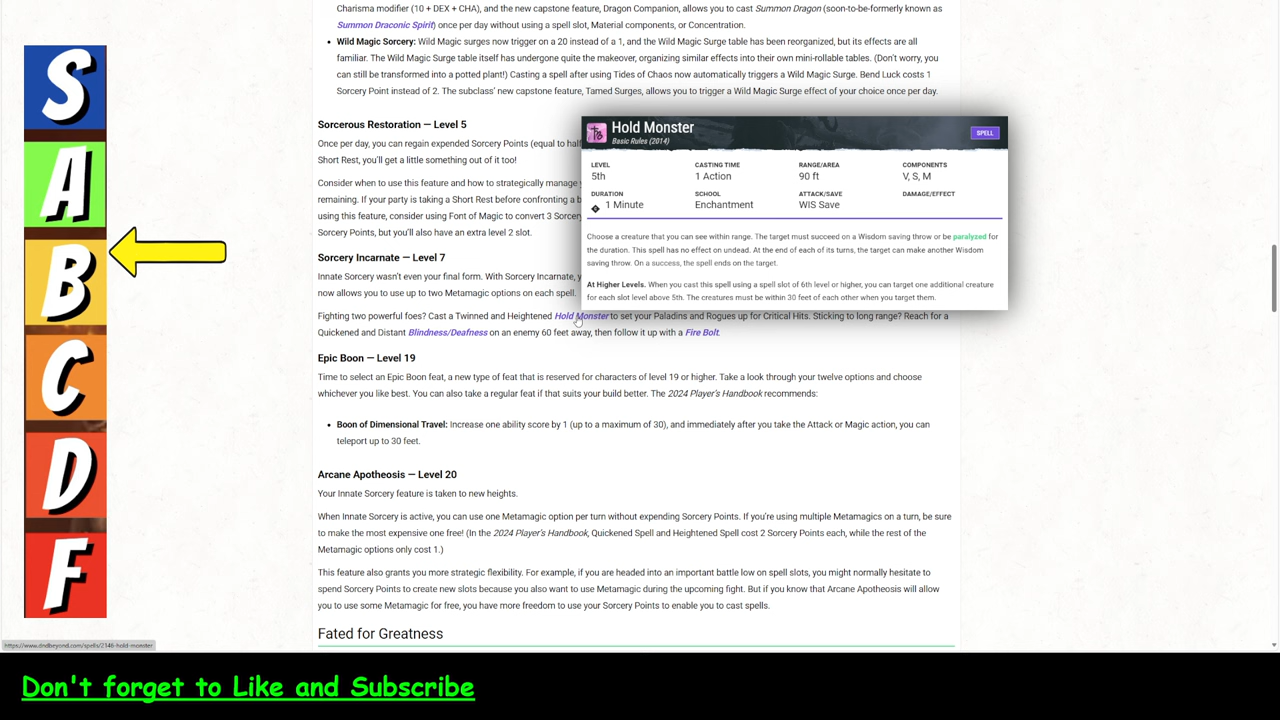 Charisma modifier (10 + DEX + CHA), and the new capstone feature, Dragon Companion, allows you to cast Summon Dragon (soon-to-be-formerly known as
Summon Draconic Spirit) once per day without a spell slot, Material components, or Concentration.
• Wild Magic Sorcery: Wild Magic surges now trigger on a 20 instead of a 1, and the Wild Magic Surge table has been reorganized, but its effects are all
familiar. The Wild Magic Surge table itself has undergone quite the makeover, organizing similar effects into their own mini-rollable tables. (Don't worry, you
can still be transformed into a potted plant!) Casting a spell after using Tides of Chaos now automatically triggers a Wild Magic Surge. Bend Luck costs 1
Sorcery Point instead of 2. The subclass' new capstone feature, Tamed Surges, allows you to trigger a Wild Magic Surge effect of your choice once per day.
Sorcerous Restoration — Level 5
Once per day, you can regain expended Sorcery Points (equal to half
Short Rest, you'll get a little something out of it too!
Consider when to use this feature and how to strategically manage
remaining. If your party is taking a Short Rest before confronting a
using this feature, consider using Font of Magic to convert 3 Sorcery
Sorcery Points, but you'll also have an extra level 2 slot.
Sorcery Incarnate — Level 7
Innate Sorcery wasn't even your final form. With Sorcery Incarnate,
now allows you to use up to two Metamagic options on each spell.
Fighting two powerful foes? Cast a Twinned and Heightened Hold Monster to set your Paladins and Rogues up for Critical Hits. Sticking to long range? Reach for a
Quickened and Distant Blindness/Deafness on an enemy 60 feet away, then follow it up with a Fire Bolt.
Hold Monster
Basic Rules (2014)
SPELL
LEVEL CASTING TIME RANGE/AREA COMPONENTS
5th 1 Action 90 ft V, S, M
DURATION SCHOOL ATTACK/SAVE DAMAGE/EFFECT
1 Minute Enchantment WIS Save
Choose a creature that you can see within range. The target must succeed on a Wisdom saving throw or be paralyzed for
the duration. This spell has no effect on undead. At the end of each of its turns, the target can make another Wisdom
saving throw. On a success, the spell ends on the target.
At Higher Levels. When you cast this spell using a spell slot of 6th level or higher, you can target one additional creature
for each slot level above 5th. The creatures must be within 30 feet of each other when you target them.
Epic Boon — Level 19
Time to select an Epic Boon feat, a new type of feat that is reserved for characters of level 19 or higher. Take a look through your twelve options and choose
whichever you like best. You can also take a regular feat if that suits your build better. The 2024 Player's Handbook recommends:
• Boon of Dimensional Travel: Increase one ability score by 1 (up to a maximum of 30), and immediately after you take the Attack or Magic action, you can
teleport up to 30 feet.
Arcane Apotheosis — Level 20
Your Innate Sorcery feature is taken to new heights.
When Innate Sorcery is active, you can use one Metamagic option per turn without expending Sorcery Points. If you're using multiple Metamagics on a turn, be sure
to make the most expensive one free! (In the 2024 Player's Handbook, Quickened Spell and Heightened Spell cost 2 Sorcery Points each, while the rest of the
Metamagic options only cost 1.)
This feature also grants you more strategic flexibility. For example, if you are headed into an important battle low on spell slots, you might normally hesitate to
spend Sorcery Points to create new slots because you also want to use Metamagic during the upcoming fight. But if you know that Arcane Apotheosis will allow
you to use some Metamagic for free, you have more freedom to use your Sorcery Points to enable you to cast spells.
Fated for Greatness
S
A
B
C
D
F
https://www.dndbeyond.com/spells/2146-hold-monster
Don't forget to Like and Subscribe